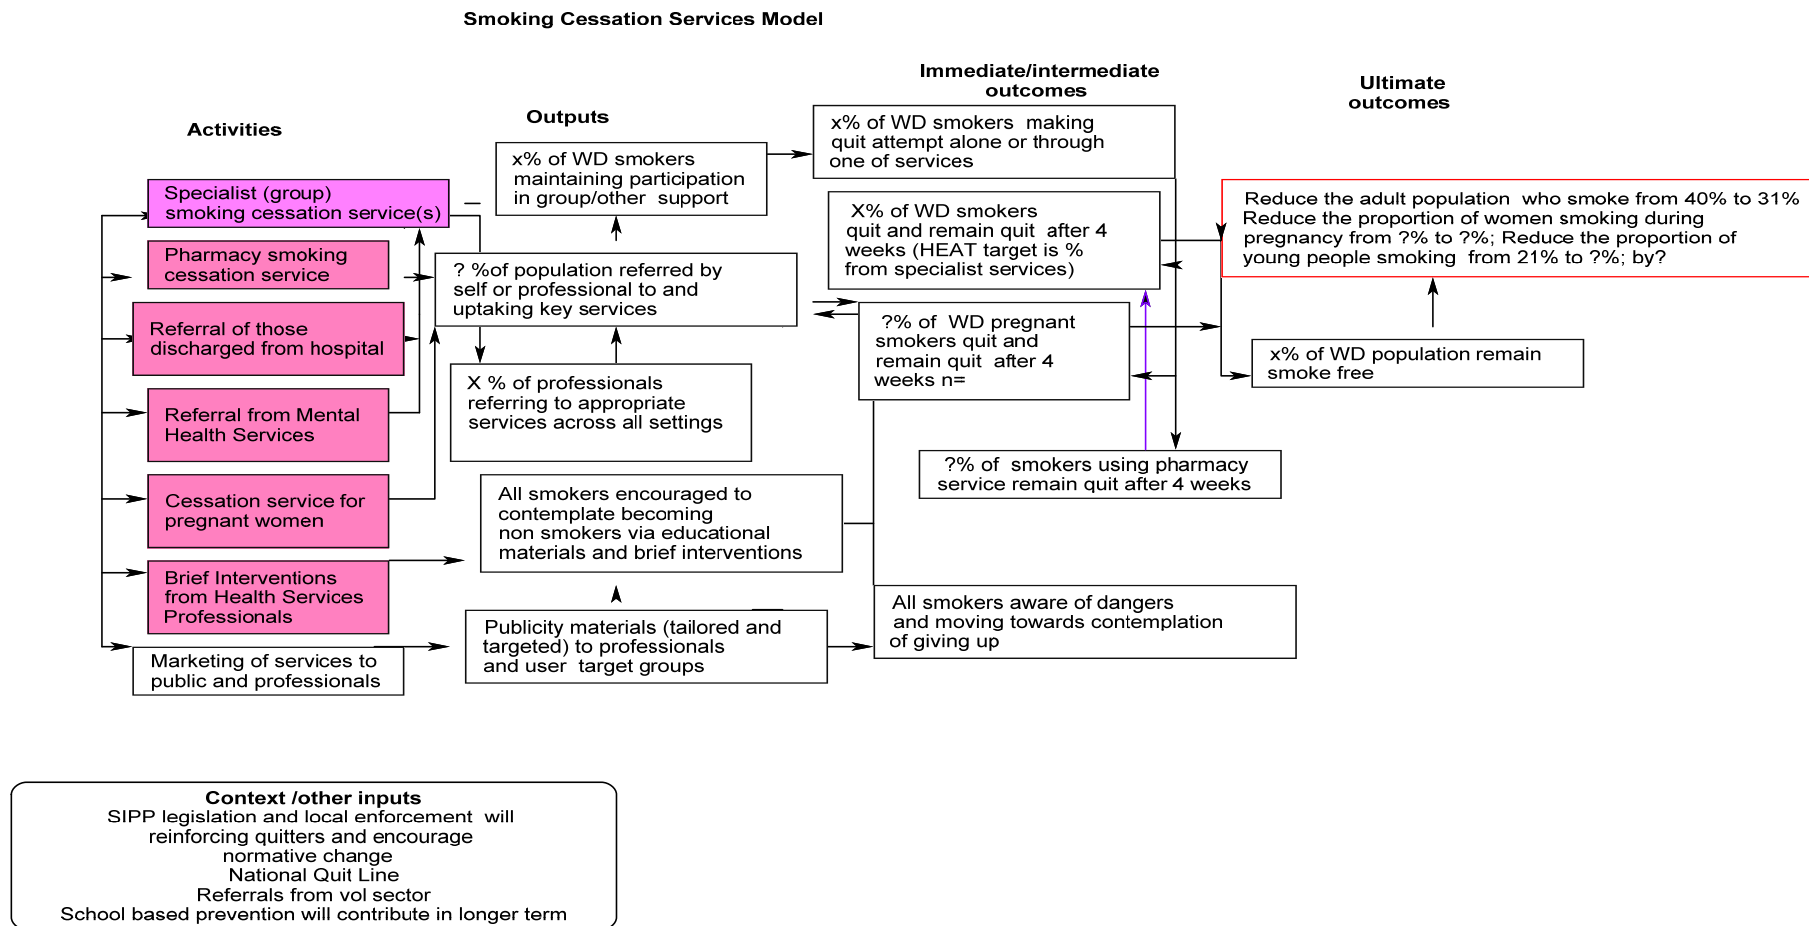 Smoking Cessation Services Model
Immediate/intermediate
outcomes
Ultimate
outcomes
Activities
Outputs
Specialist (group)
smoking cessation service(s)
Pharmacy smoking
cessation service
Referral of those
discharged from hospital
Referral from Mental
Health Services
Cessation service for
pregnant women
Brief Interventions
from Health Services
Professionals
Marketing of services to
public and professionals
x% of WD smokers
maintaining participation
in group/other support
? %of population referred by
self or professional to and
uptaking key services
X % of professionals
referring to appropriate
services across all settings
All smokers encouraged to
contemplate becoming
non smokers via educational
materials and brief interventions
Publicity materials (tailored and
targeted) to professionals
and user target groups
x% of WD smokers making
quit attempt alone or through
one of services
X% of WD smokers
quit and remain quit after 4
weeks (HEAT target is %
from specialist services)
?% of WD pregnant
smokers quit and
remain quit after 4
weeks n=
?% of smokers using pharmacy
service remain quit after 4 weeks
All smokers aware of dangers
and moving towards contemplation
of giving up
Reduce the adult population who smoke from 40% to 31%
Reduce the proportion of women smoking during
pregnancy from ?% to ?%; Reduce the proportion of
young people smoking from 21% to ?%; by?
x% of WD population remain
smoke free
Context /other inputs
SIPP legislation and local enforcement will
reinforcing quitters and encourage
normative change
National Quit Line
Referrals from vol sector
School based prevention will contribute in longer term